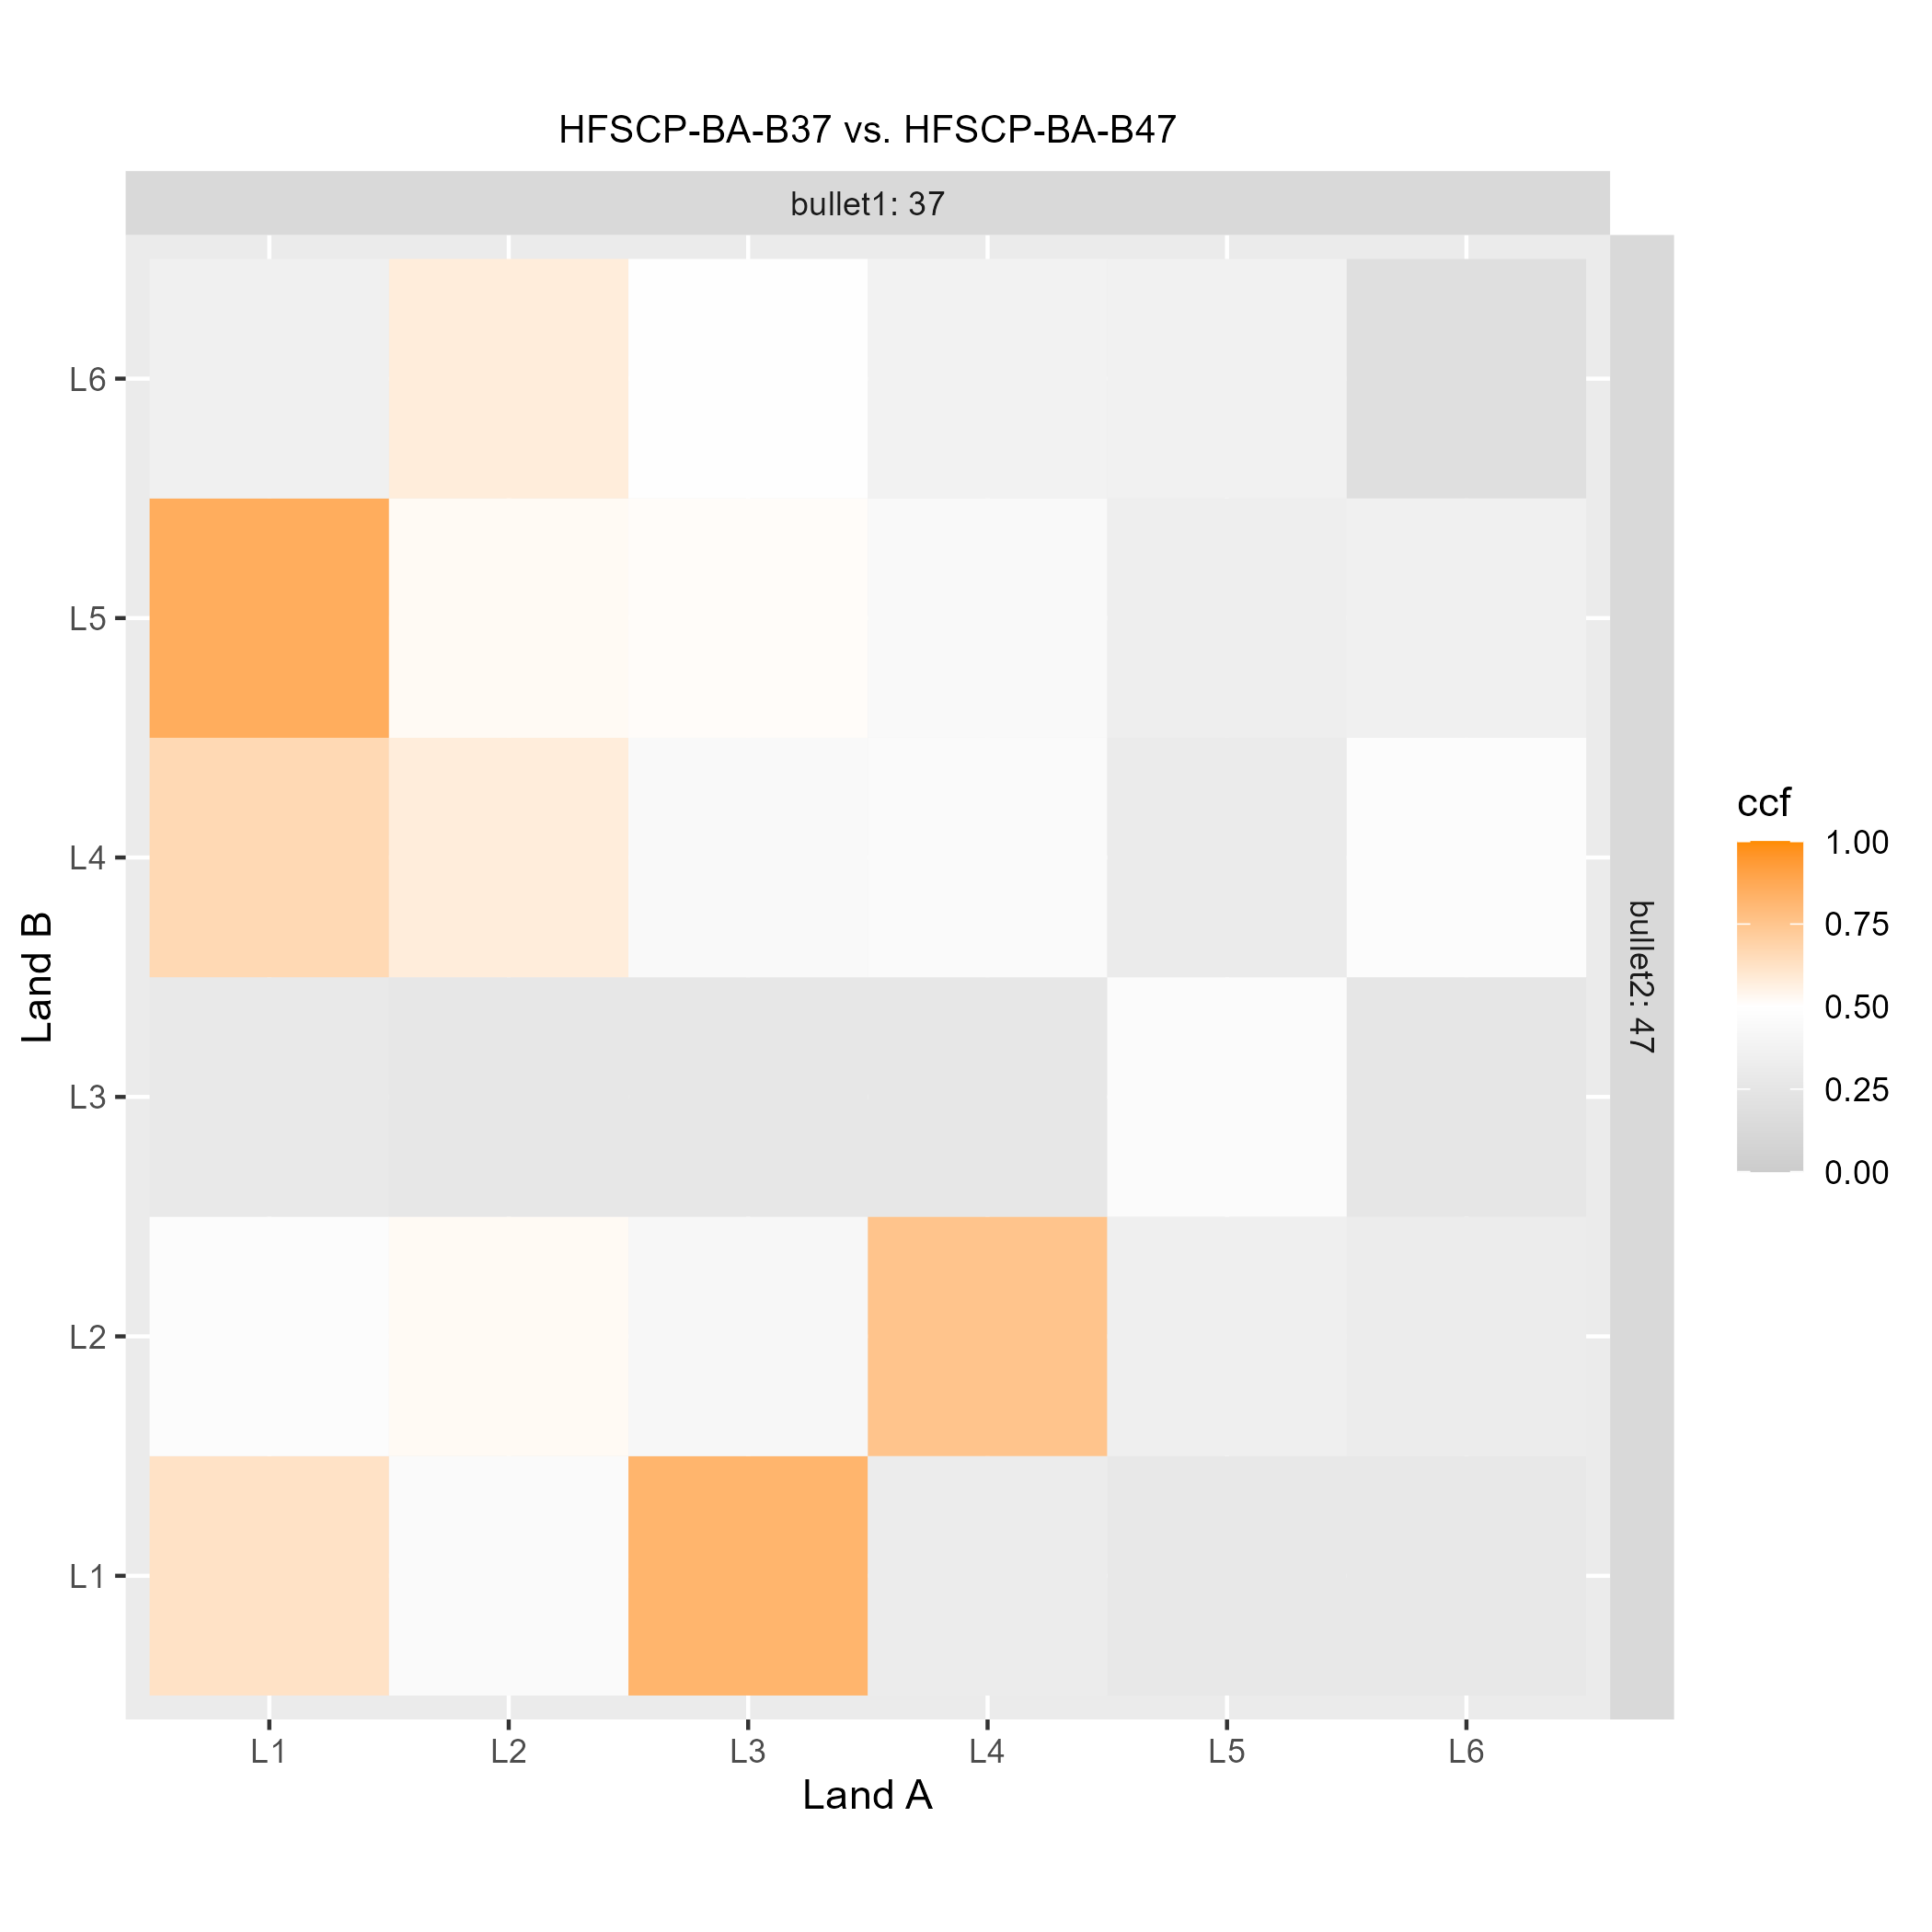 HFSCP-BA-B37 vs. HFSCP-BA-B47
bullet1: 37
L6
L5
L4
L3
L2
L1
Land B
bullet2: 47
L1 L2 L3 L4 L5 L6
Land A
ccf
1.00
0.75
0.50
0.25
0.00